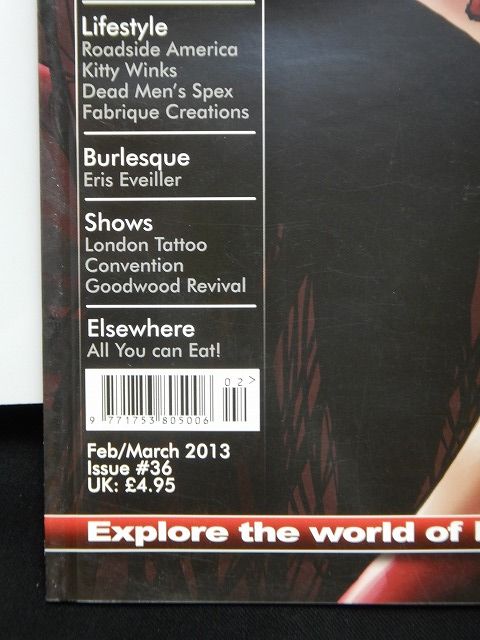 Lifestyle
Roadside America
Kitty Winks
Dead Men's Spex
Fabrique Creations
Burlesque
Eris Eveiller
Shows
London Tattoo
Convention
Goodwood Revival
Elsewhere
All You can Eat!
02>
9 771753 805006
Feb/March 2013
Issue #36
UK: £4.95
Explore the world of